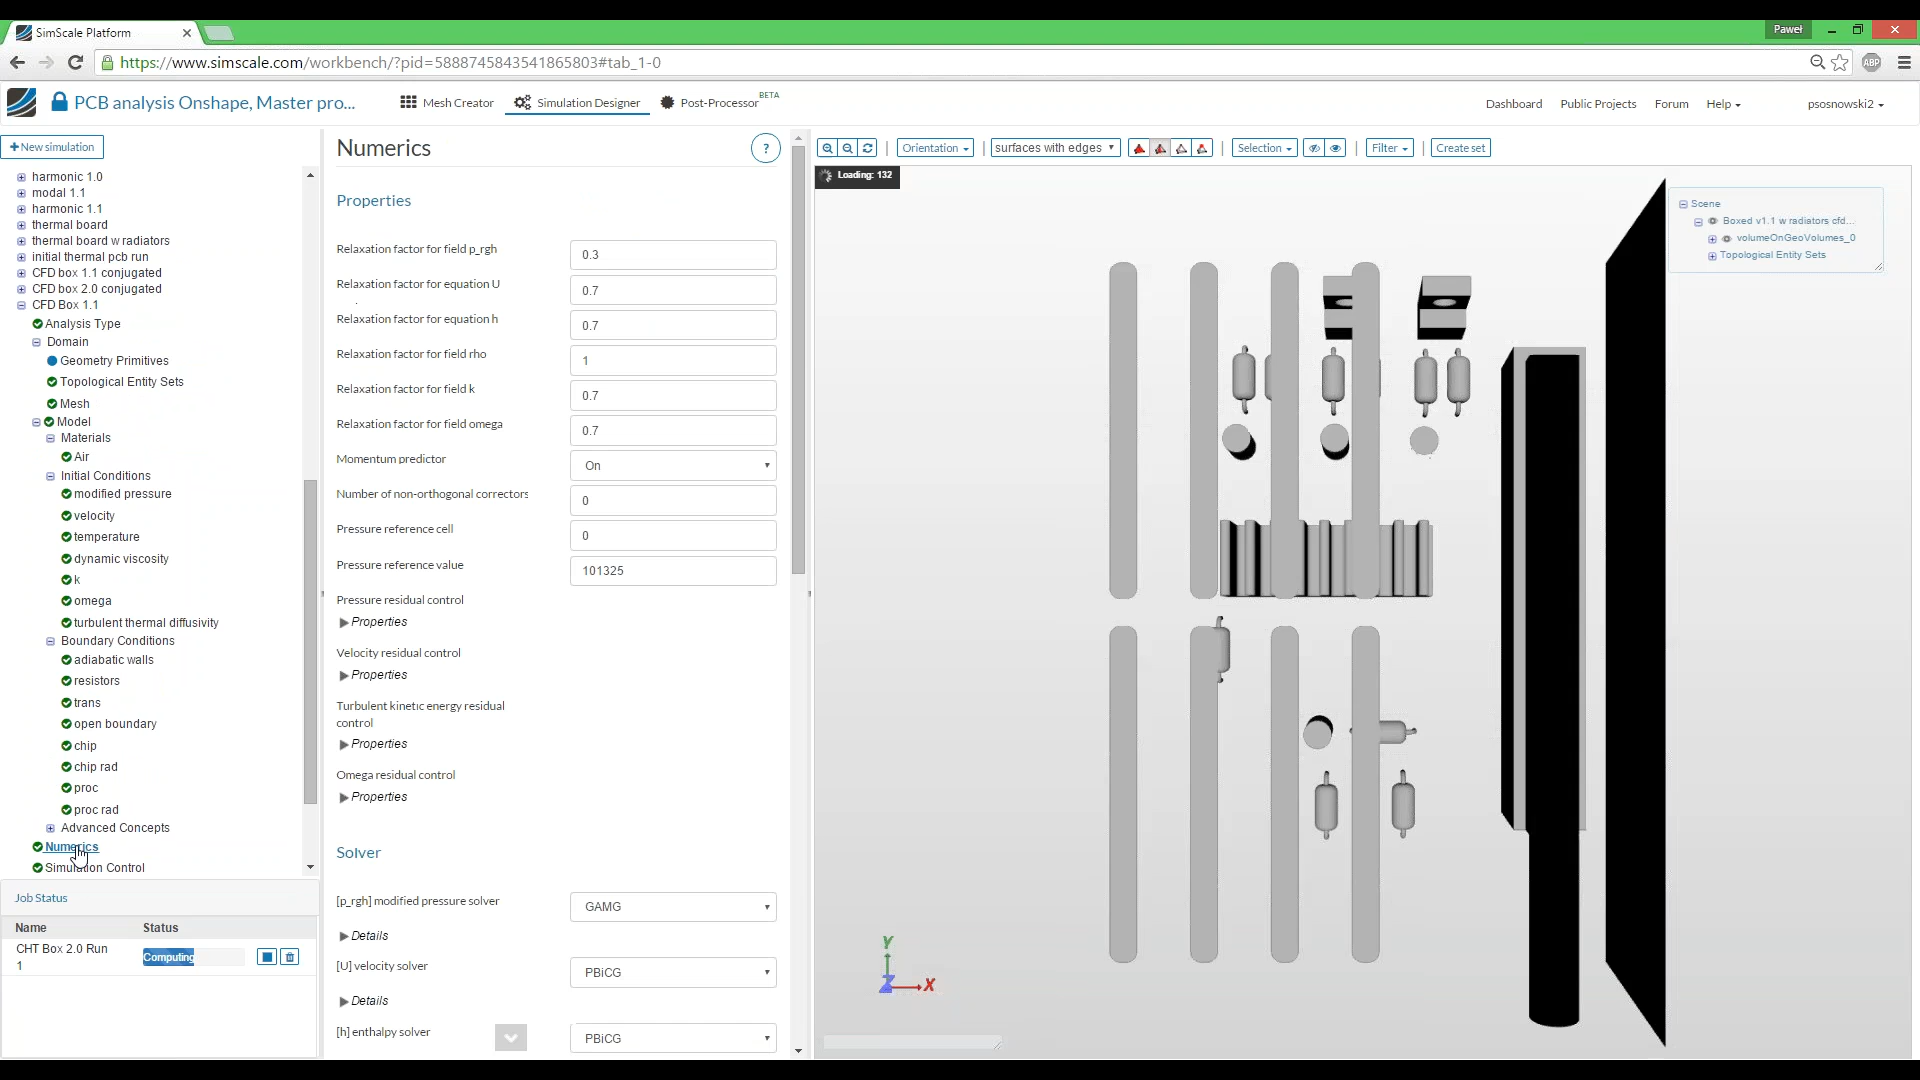 SimScale Platform
Paweł
https://www.simscale.com/workbench/?pid=5888745843541865803#tab_1-0
ABP
PCB analysis Onshape, Master pro...
Mesh Creator
Simulation Designer
Post-Processor
BETA
Dashboard
Public Projects
Forum
Help
psosnowski2
New simulation
harmonic 1.0
modal 1.1
harmonic 1.1
thermal board
thermal board w radiators
initial thermal pcb run
CFD box 1.1 conjugated
CFD box 2.0 conjugated
CFD Box 1.1
Analysis Type
Domain
Geometry Primitives
Topological Entity Sets
Mesh
Model
Materials
Air
Initial Conditions
modified pressure
velocity
temperature
dynamic viscosity
k
omega
turbulent thermal diffusivity
Boundary Conditions
adiabatic walls
resistors
trans
open boundary
chip
chip rad
proc
proc rad
Advanced Concepts
Numerics
Simulation Control
Job Status
Name Status
CHT Box 2.0 Run 1
Computing
Numerics
?
Properties
Relaxation factor for field p_rgh 0.3
Relaxation factor for equation U 0.7
Relaxation factor for equation h 0.7
Relaxation factor for field rho 1
Relaxation factor for field k 0.7
Relaxation factor for field omega 0.7
Momentum predictor On
Number of non-orthogonal correctors 0
Pressure reference cell 0
Pressure reference value 101325
Pressure residual control
Properties
Velocity residual control
Properties
Turbulent kinetic energy residual
control
Properties
Omega residual control
Properties
Solver
[p_rgh] modified pressure solver GAMG
Details
[U] velocity solver PBiCG
Details
[h] enthalpy solver PBiCG
Orientation
surfaces with edges
Selection
Filter
Create set
Loading: 132
Scene
Boxed v1.1 w radiators cfd...
volumeOnGeoVolumes_0
Topological Entity Sets
Y
X